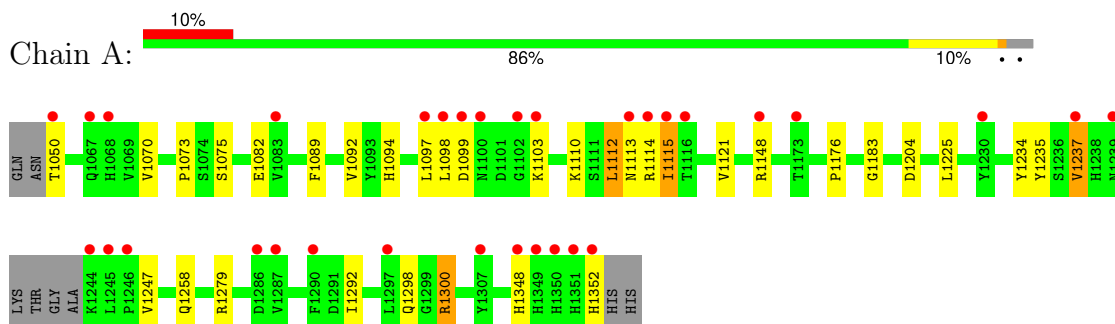 10%
Chain A:
86%
10%
• •
GLN ASN T1050 Q1067 H1068 V1069 V1070 P1073 S1074 S1075 E1082 V1083 F1089 V1092 Y1093 H1094 L1097 L1098 D1099 N1100 D1101 G1102 K1103 K1110 S1111 L1112 N1113 R1114 I1115 T1116 V1121 R1148 T1173 P1176 G1183 D1204 L1225 Y1230 Y1234 Y1235 S1236 V1237 H1238 N1239
LYS THR GLY ALA K1244 L1245 P1246 V1247 Q1258 R1279 D1286 V1287 F1290 D1291 I1292 L1297 Q1298 G1299 R1300 Y1307 H1348 H1349 H1350 H1351 H1352 HIS HIS